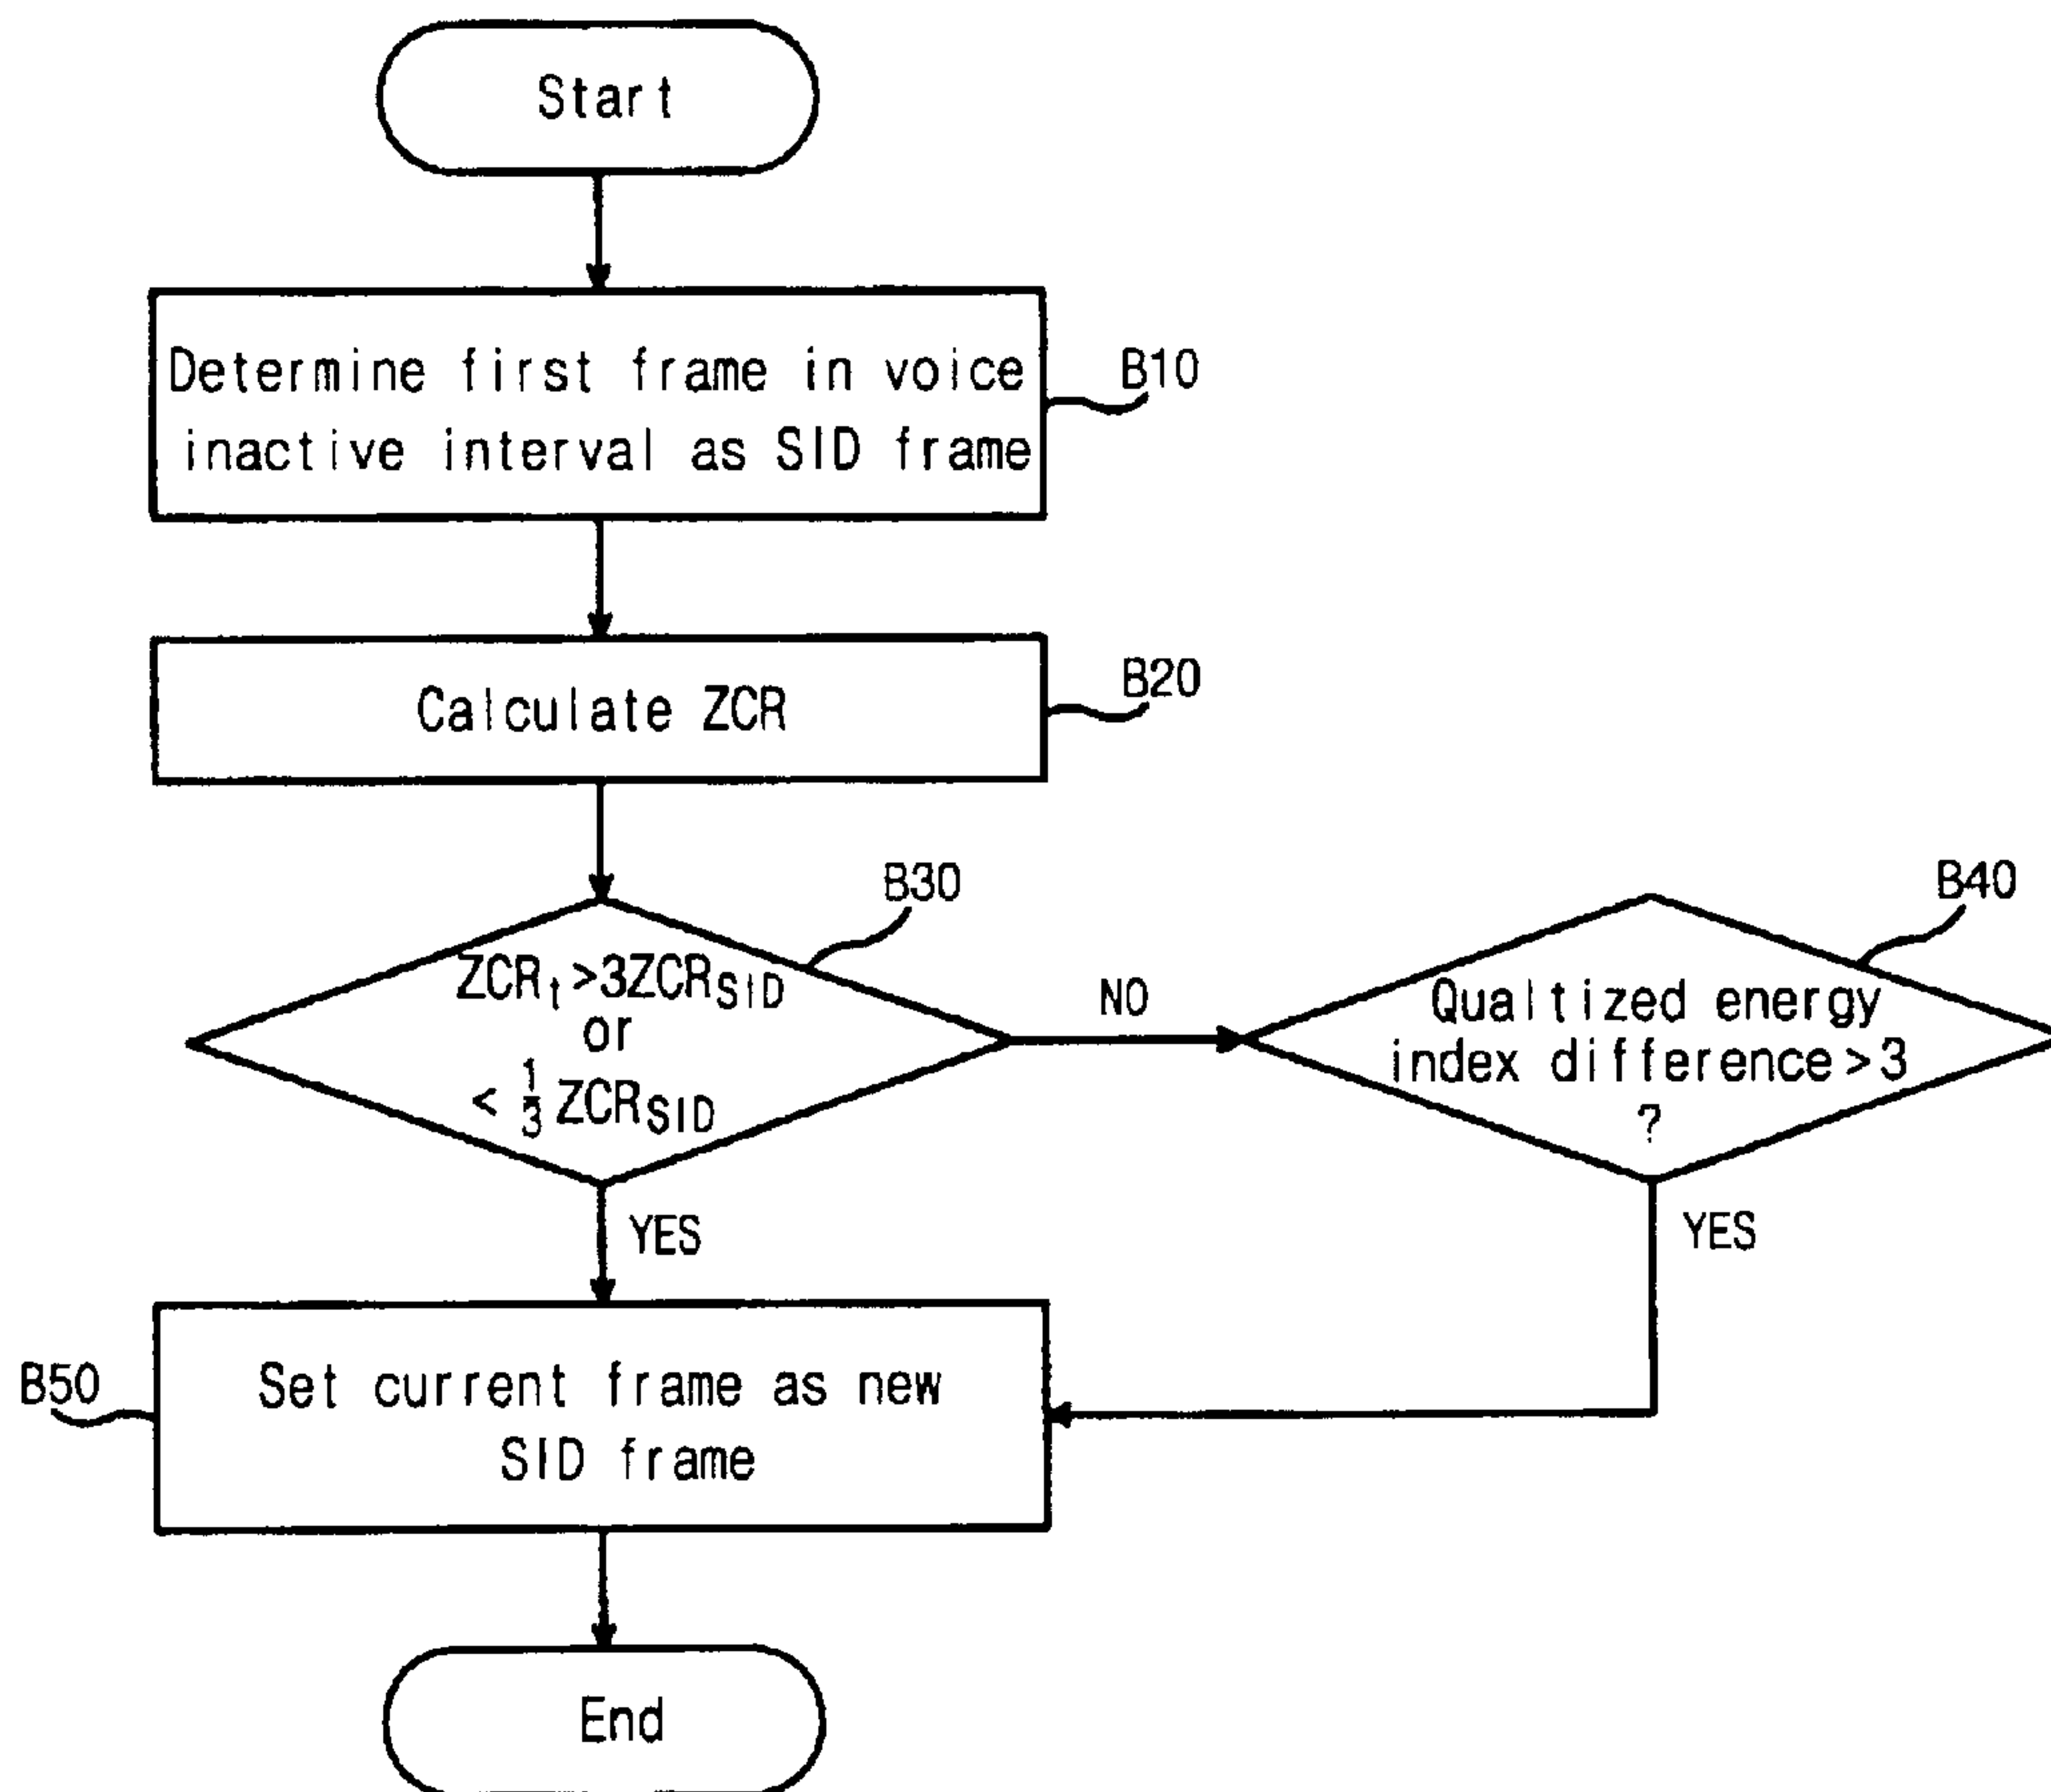 Start
Determine first frame in voice
inactive interval as SID frame
B10
Calculate ZCR
B20
B30
ZCRt>3ZCRSID
or
< 1/3 ZCRSID
NO
B40
Qualtized energy
index difference>3
?
YES
YES
B50
Set current frame as new
SID frame
End